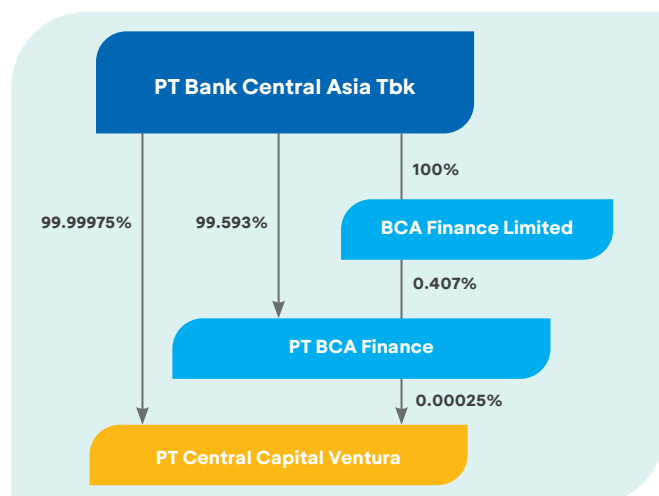 PT Bank Central Asia Tbk
100%
99.99975%
99.593%
BCA Finance Limited
0.407%
PT BCA Finance
0.00025%
PT Central Capital Ventura